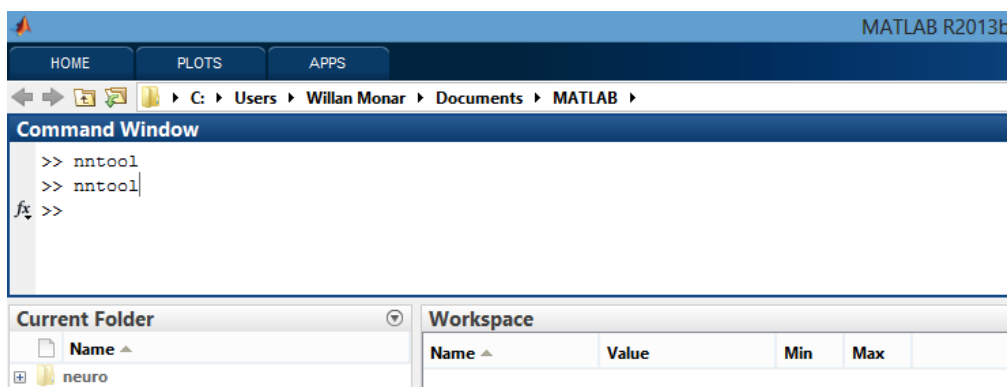 MATLAB R2013b
HOME PLOTS APPS
C: Users Willan Monar Documents MATLAB
Command Window
>> nntool
>> nntool
fx >>
Current Folder
Workspace
Name
Name Value Min Max
neuro